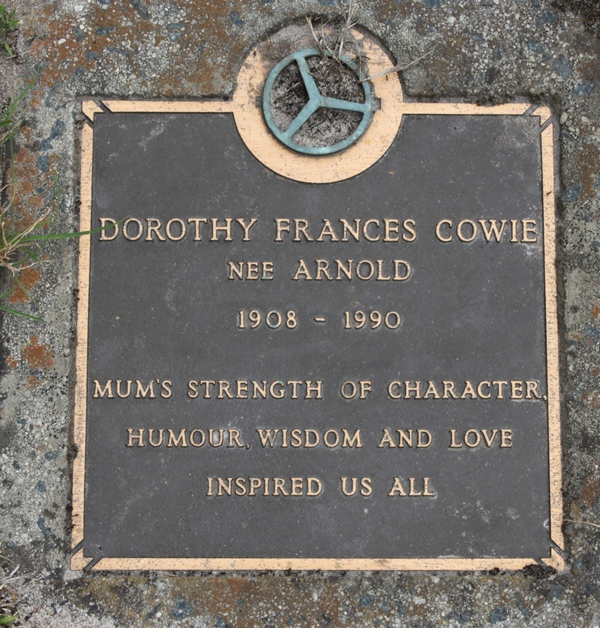 DOROTHY FRANCES COWIE
NEE ARNOLD
1908 - 1990
MUM'S STRENGTH OF CHARACTER,
HUMOUR, WISDOM AND LOVE
INSPIRED US ALL